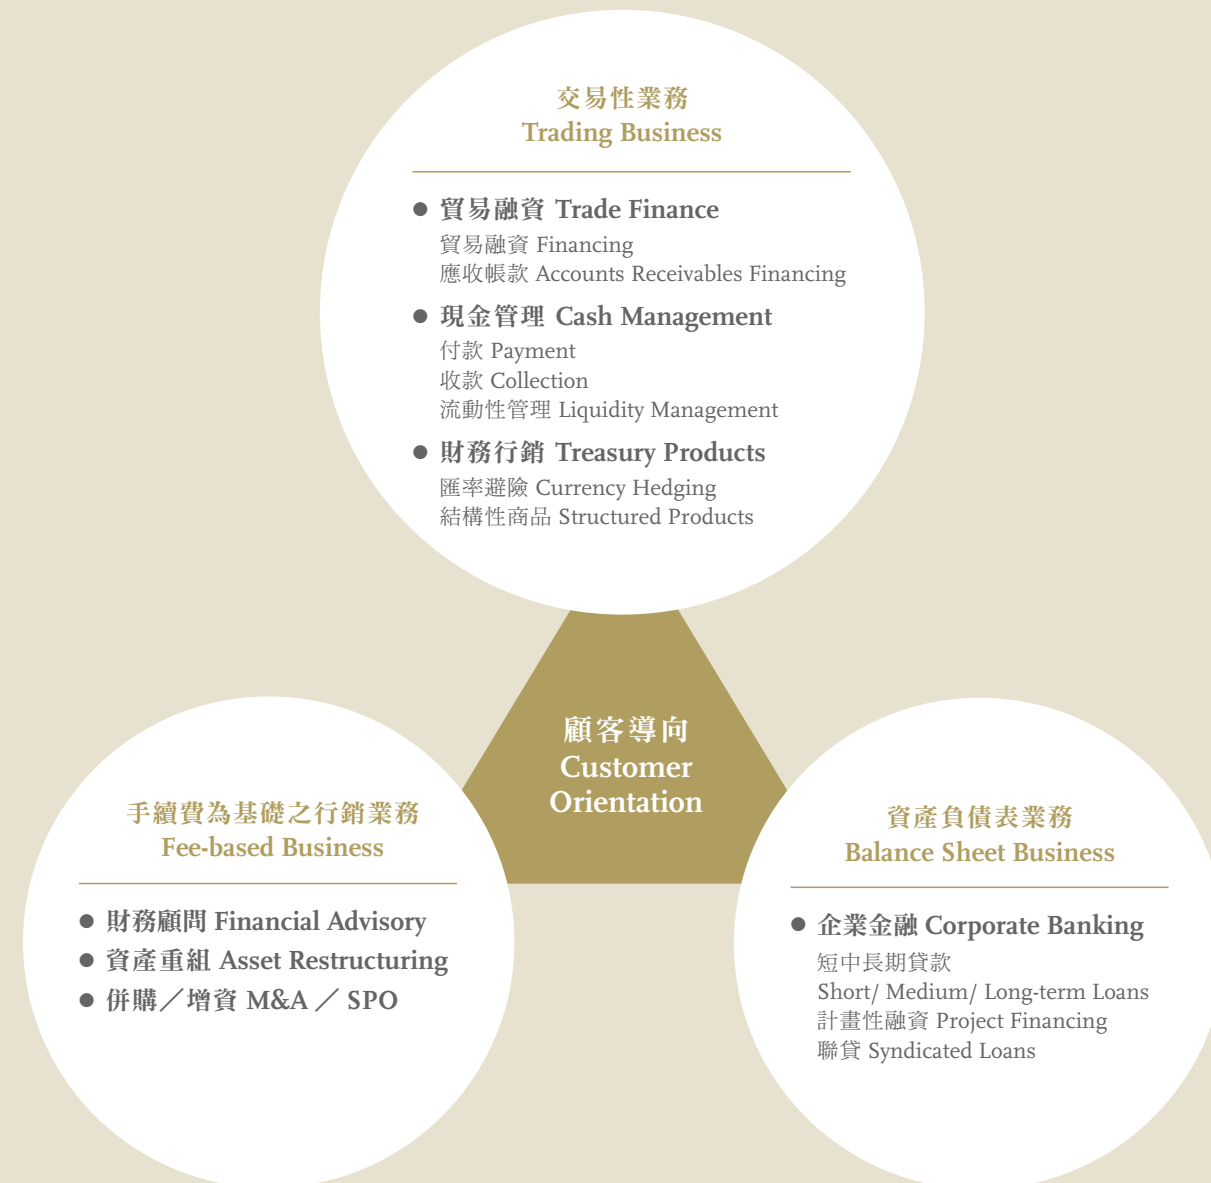 交易性業務
Trading Business
● 貿易融資 Trade Finance
貿易融資 Financing
應收帳款 Accounts Receivables Financing
● 現金管理 Cash Management
付款 Payment
收款 Collection
流動性管理 Liquidity Management
● 財務行銷 Treasury Products
匯率避險 Currency Hedging
結構性商品 Structured Products
顧客導向
Customer
Orientation
手續費為基礎之行銷業務
Fee-based Business
● 財務顧問 Financial Advisory
● 資產重組 Asset Restructuring
● 併購／增資 M&A ／ SPO
資產負債表業務
Balance Sheet Business
● 企業金融 Corporate Banking
短中長期貸款
Short/ Medium/ Long-term Loans
計畫性融資 Project Financing
聯貸 Syndicated Loans